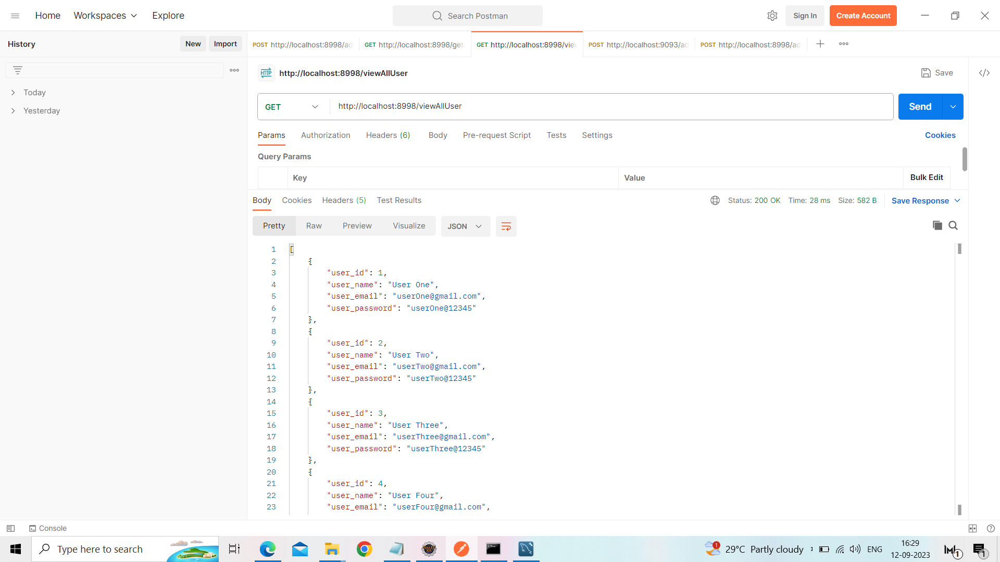 Home Workspaces Explore Search Postman Sign In Create Account
History New Import
POST http://localhost:8998/ad GET http://localhost:8998/get GET http://localhost:8998/vie POST http://localhost:9093/ad POST http://localhost:8998/ad
HTTP http://localhost:8998/viewAllUser Save </>
Today
Yesterday
GET http://localhost:8998/viewAllUser Send
Params Authorization Headers (6) Body Pre-request Script Tests Settings Cookies
Query Params
Key Value Bulk Edit
Body Cookies Headers (5) Test Results Status: 200 OK Time: 28 ms Size: 582 B Save Response
Pretty Raw Preview Visualize JSON
1 [
2 {
3 "user_id": 1,
4 "user_name": "User One",
5 "user_email": "userOne@gmail.com",
6 "user_password": "userOne@12345"
7 },
8 {
9 "user_id": 2,
10 "user_name": "User Two",
11 "user_email": "userTwo@gmail.com",
12 "user_password": "userTwo@12345"
13 },
14 {
15 "user_id": 3,
16 "user_name": "User Three",
17 "user_email": "userThree@gmail.com",
18 "user_password": "userThree@12345"
19 },
20 {
21 "user_id": 4,
22 "user_name": "User Four",
23 "user_email": "userFour@gmail.com",
Console
Type here to search 1 29°C Partly cloudy ENG 16:29
12-09-2023 1 1